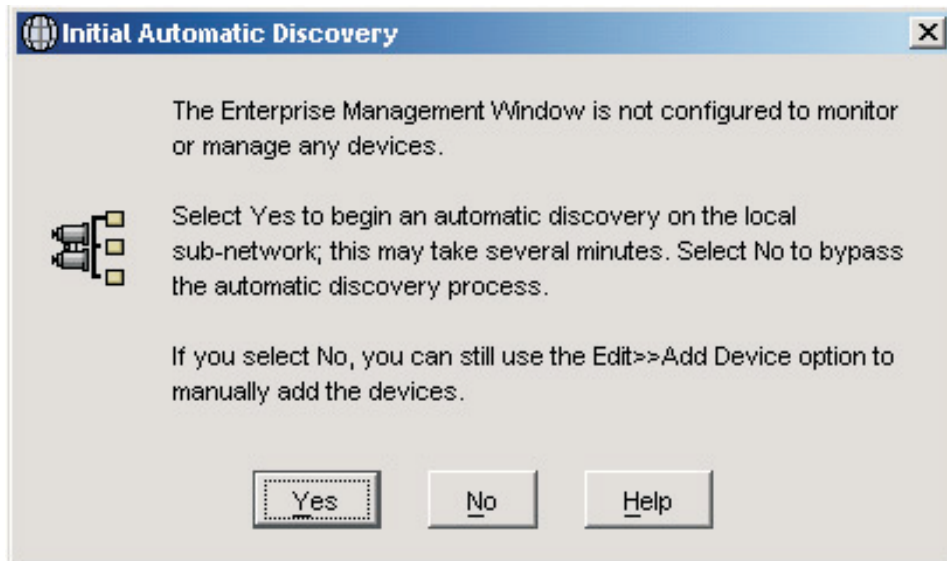 Initial Automatic Discovery
The Enterprise Management Window is not configured to monitor
or manage any devices.
Select Yes to begin an automatic discovery on the local
sub-network; this may take several minutes. Select No to bypass
the automatic discovery process.
If you select No, you can still use the Edit>>Add Device option to
manually add the devices.
Yes No Help